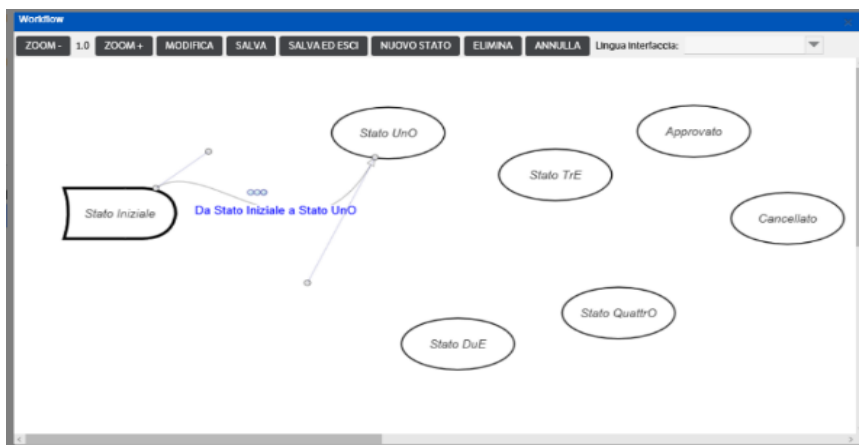 Workflow
ZOOM - 1.0 ZOOM + MODIFICA SALVA SALVA ED ESCI NUOVO STATO ELIMINA ANNULLA Lingua interfaccia:
Stato UnO
Approvato
Stato TrE
Stato Iniziale
Da Stato Iniziale a Stato UnO
Cancellato
Stato QuattrO
Stato DuE